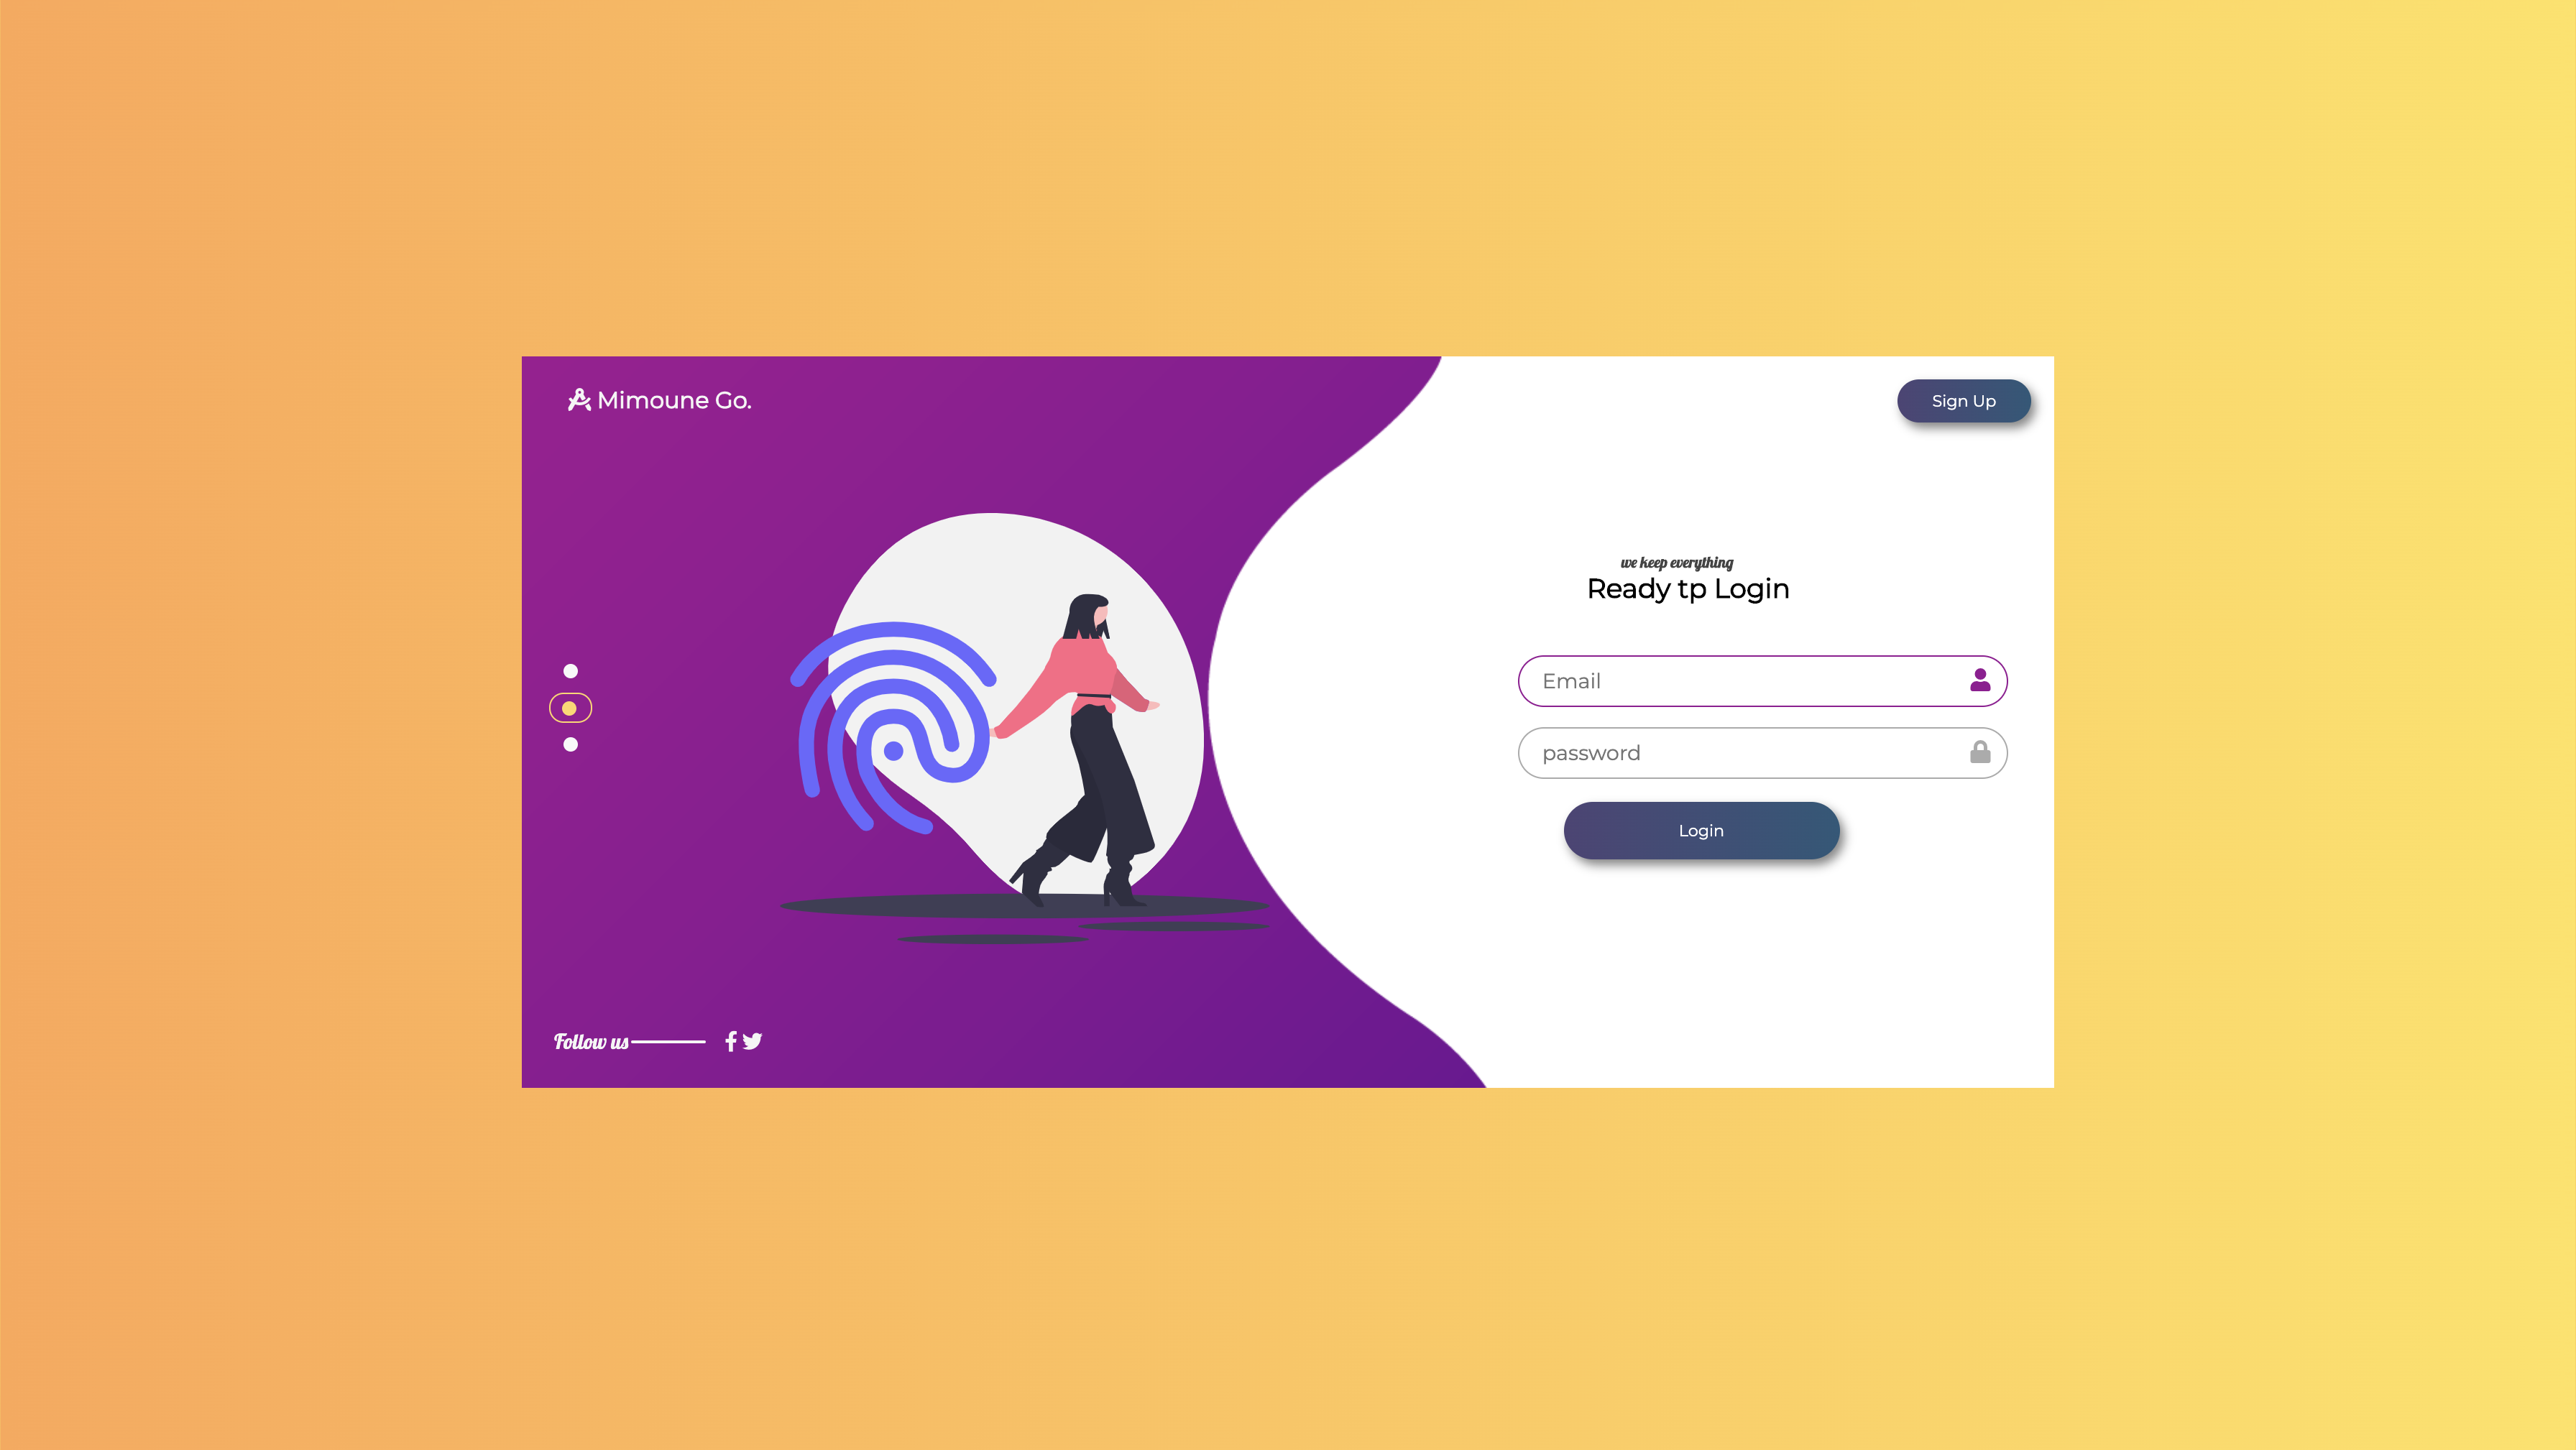 Mimoune Go.
Sign Up
we keep everything
Ready tp Login
Email
password
Login
Follow us